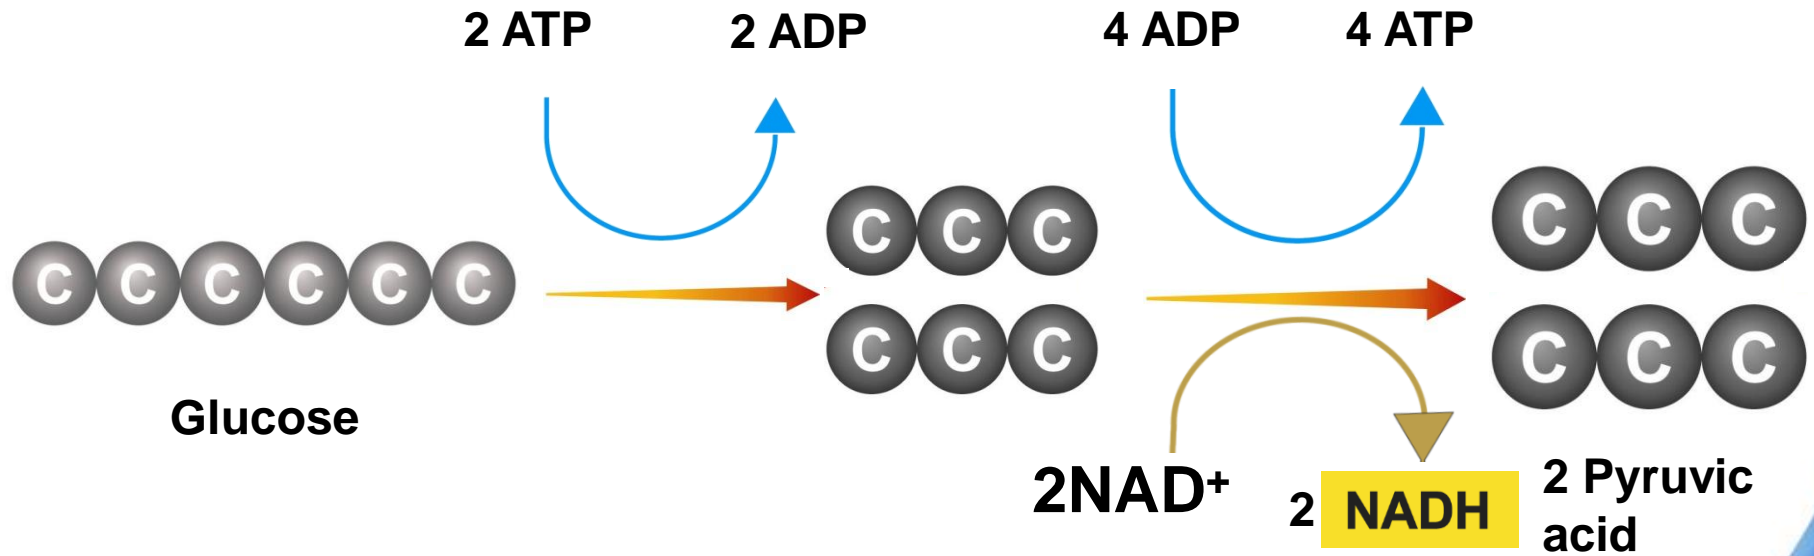 2 ATP
2 ADP
4 ADP
4 ATP
C C C C C C
C C C
C C C
C C C
C C C
Glucose
2NAD⁺
2 NADH
2 Pyruvic
acid